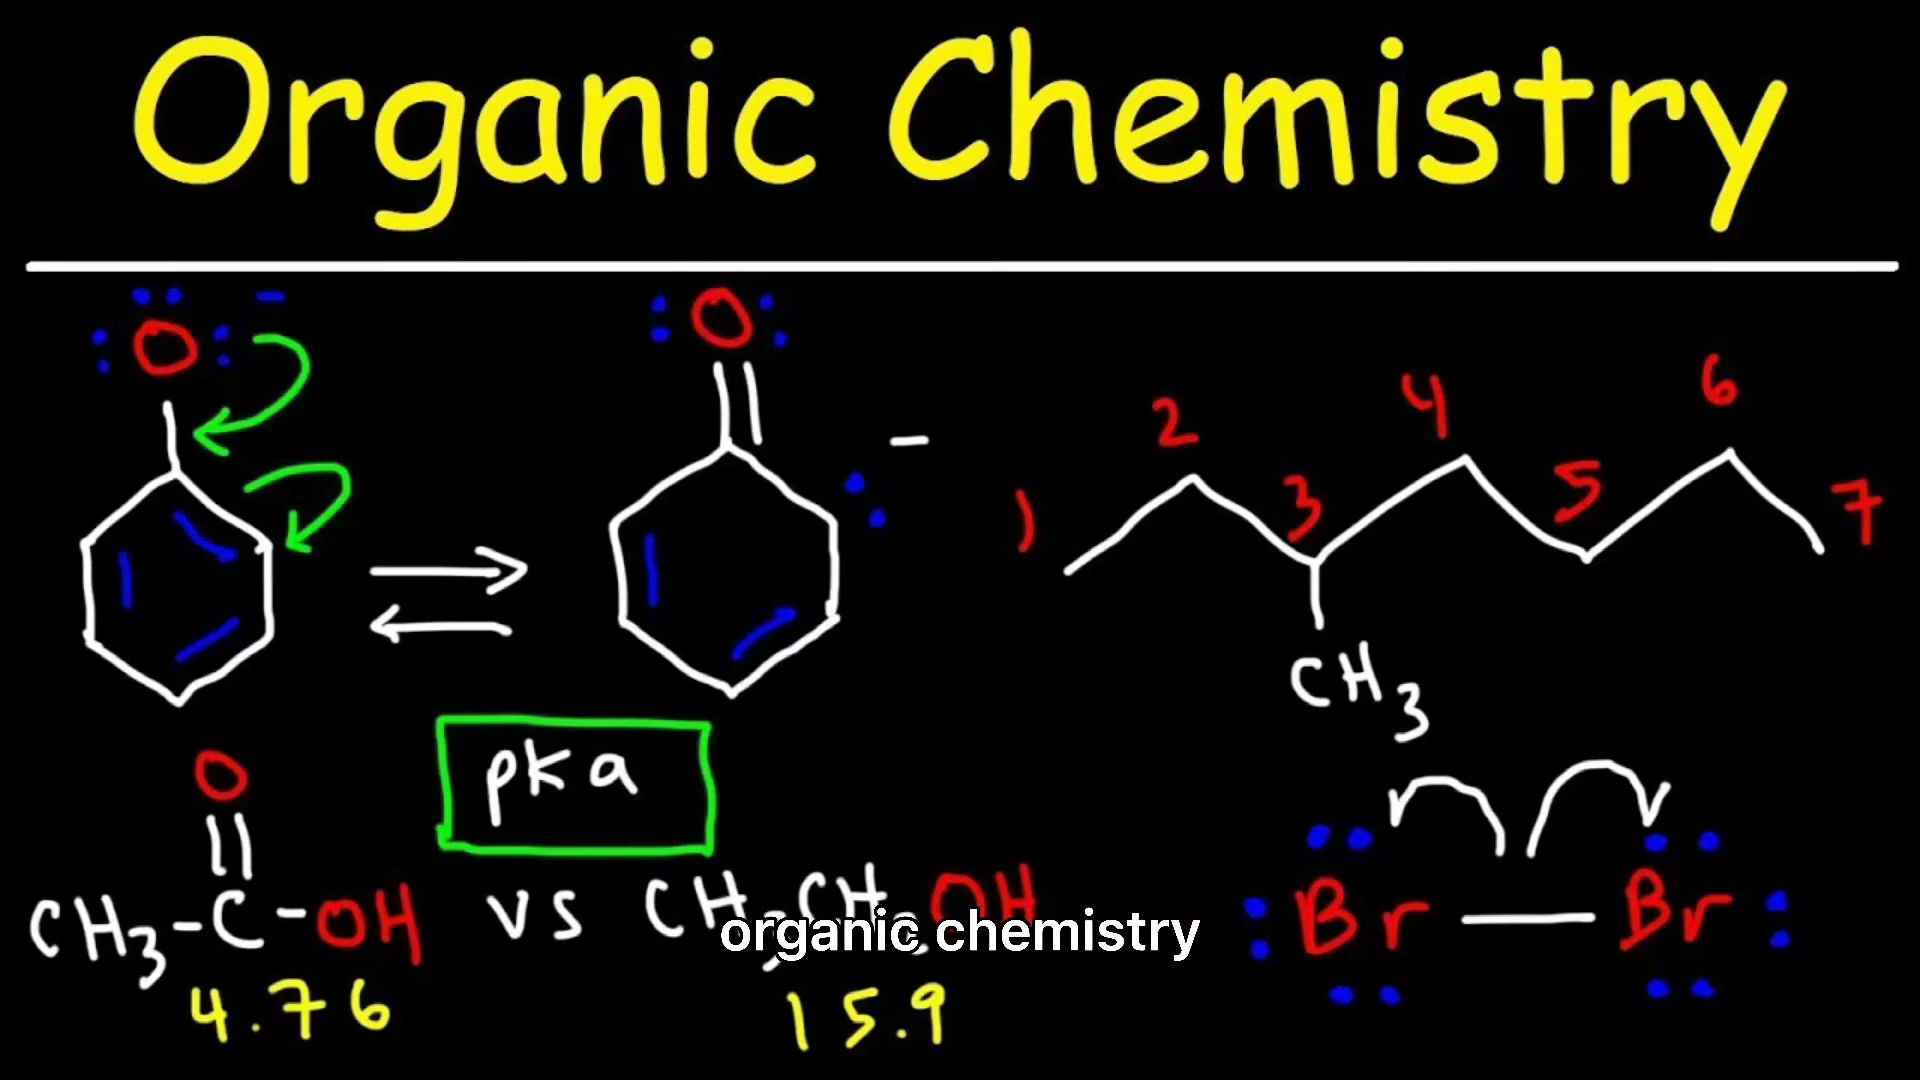 Organic Chemistry
O
O
1 2 3 4 5 6 7
CH3
pka
O
CH3-C-OH vs CH3CH2OH
4.76 15.9
Br — Br
organic chemistry